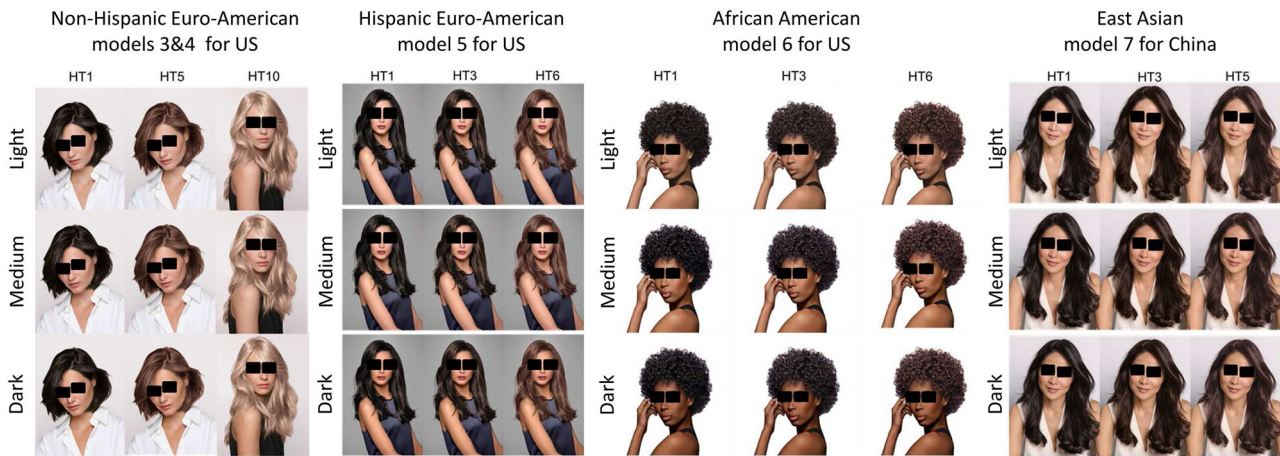 Non-Hispanic Euro-American
models 3&4 for US
HT1 HT5 HT10
Light
Medium
Dark
Hispanic Euro-American
model 5 for US
HT1 HT3 HT6
Light
Medium
Dark
African American
model 6 for US
HT1 HT3 HT6
Light
Medium
Dark
East Asian
model 7 for China
HT1 HT3 HT5
Light
Medium
Dark